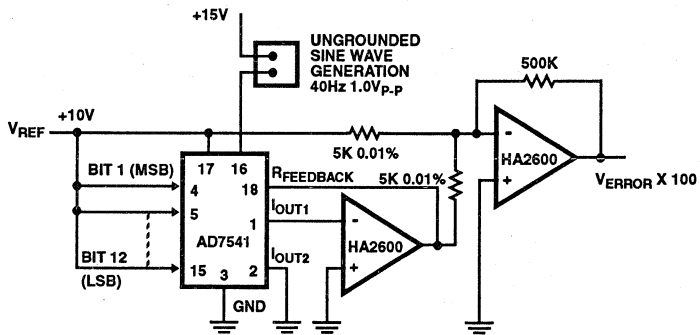 +15V
UNGROUNDED
SINE WAVE
GENERATION
40Hz 1.0VP-P
500K
+10V
VREF
5K 0.01%
BIT 1 (MSB)
17
16
RFEEDBACK
5K 0.01%
-
HA2600
+
VERROR X 100
4
18
5
IOUT1
1
-
AD7541
HA2600
BIT 12
(LSB)
IOUT2
+
15
3
2
GND